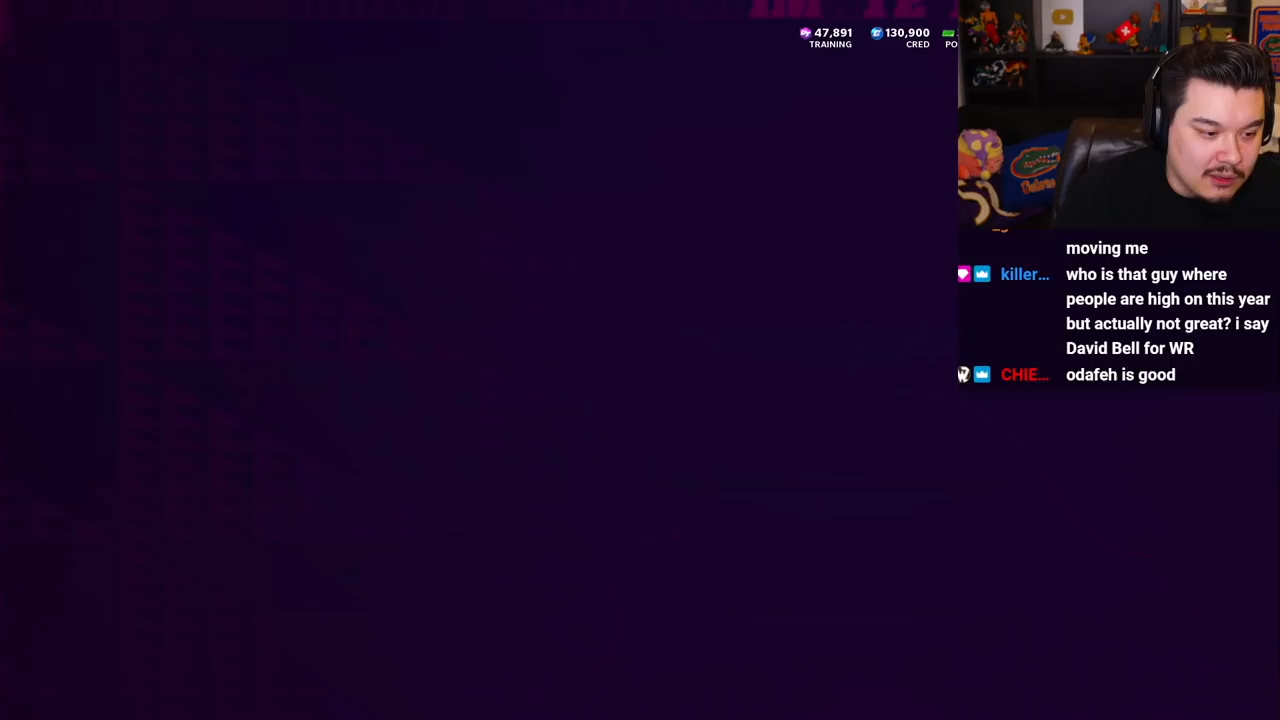 47,891
TRAINING
130,900
CRED
PO
moving me
killer… who is that guy where
people are high on this year
but actually not great? i say
David Bell for WR
CHIE… odafeh is good